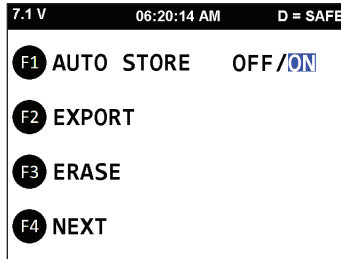 7.1 V 06:20:14 AM D = SAFE
F1 AUTO STORE OFF/ON
F2 EXPORT
F3 ERASE
F4 NEXT